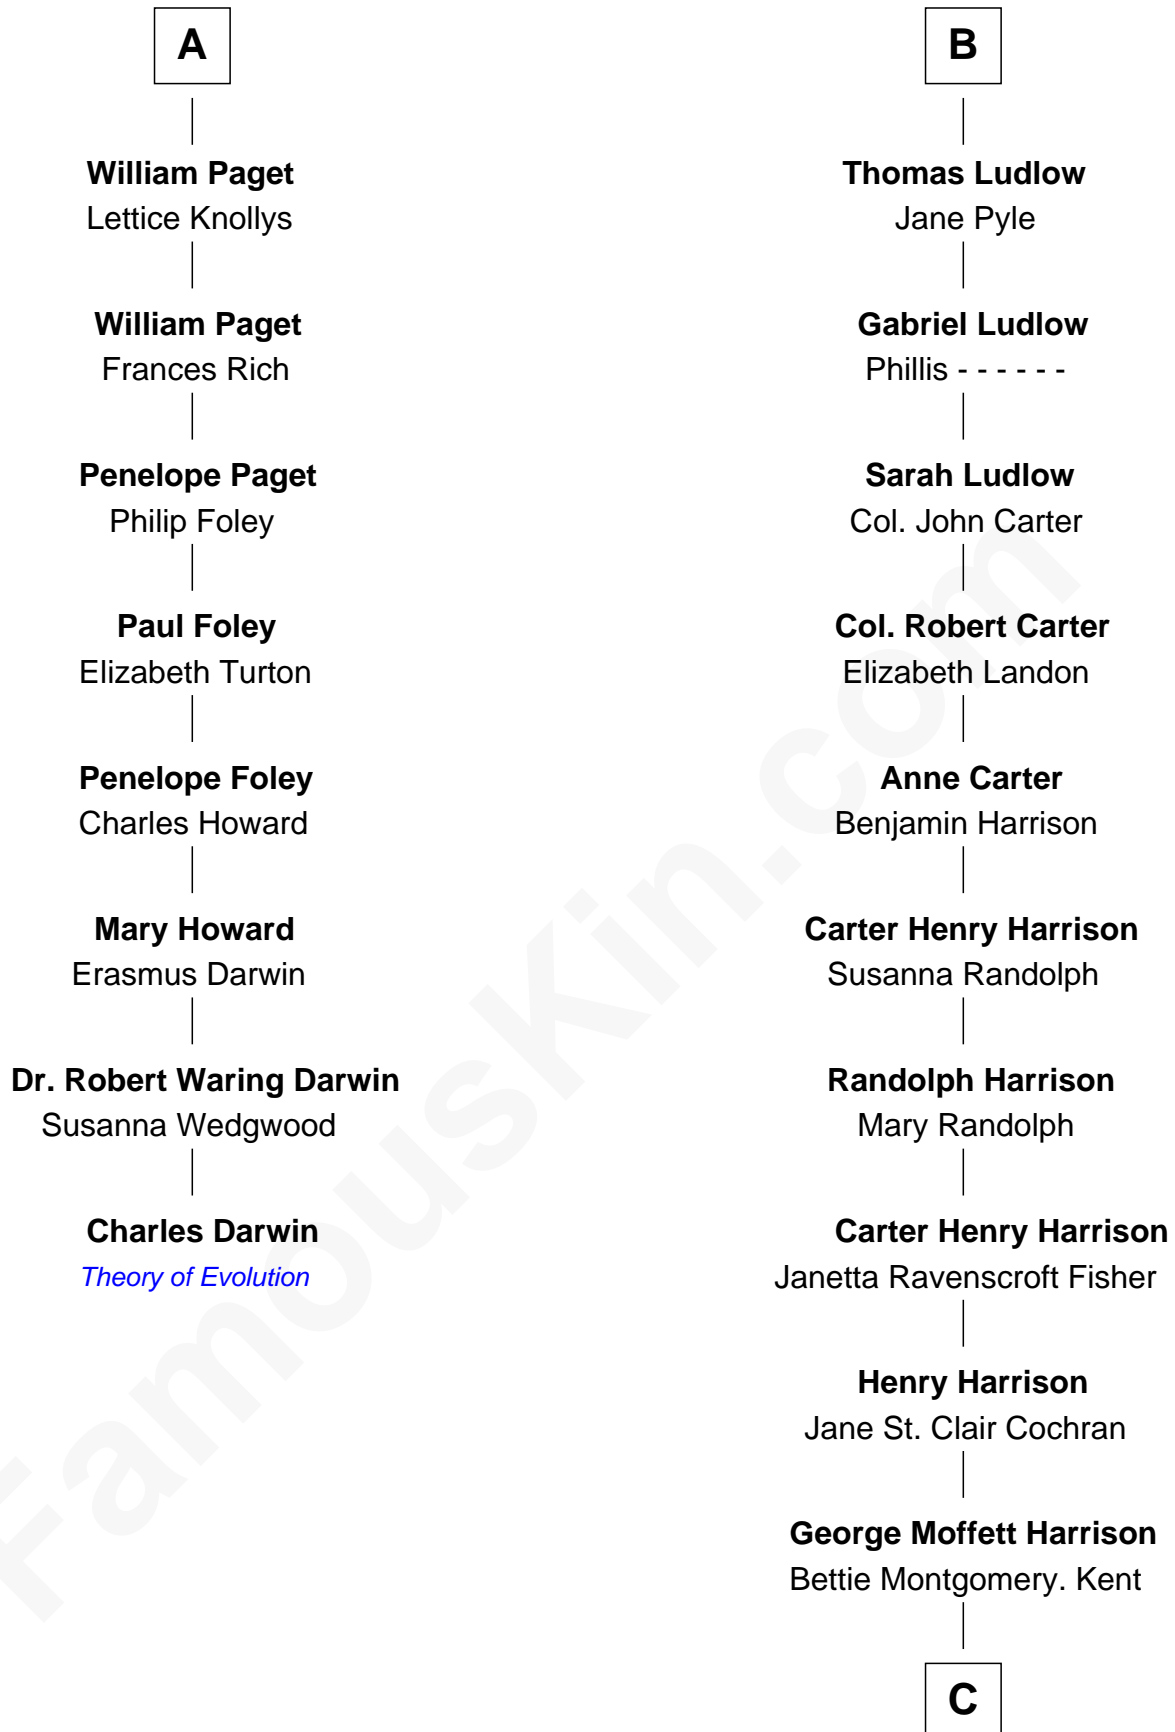 A
William Paget
Lettice Knollys
William Paget
Frances Rich
Penelope Paget
Philip Foley
Paul Foley
Elizabeth Turton
Penelope Foley
Charles Howard
Mary Howard
Erasmus Darwin
Dr. Robert Waring Darwin
Susanna Wedgwood
Charles Darwin
Theory of Evolution
B
Thomas Ludlow
Jane Pyle
Gabriel Ludlow
Phillis - - - - - -
Sarah Ludlow
Col. John Carter
Col. Robert Carter
Elizabeth Landon
Anne Carter
Benjamin Harrison
Carter Henry Harrison
Susanna Randolph
Randolph Harrison
Mary Randolph
Carter Henry Harrison
Janetta Ravenscroft Fisher
Henry Harrison
Jane St. Clair Cochran
George Moffett Harrison
Bettie Montgomery. Kent
C
FamousKin.com